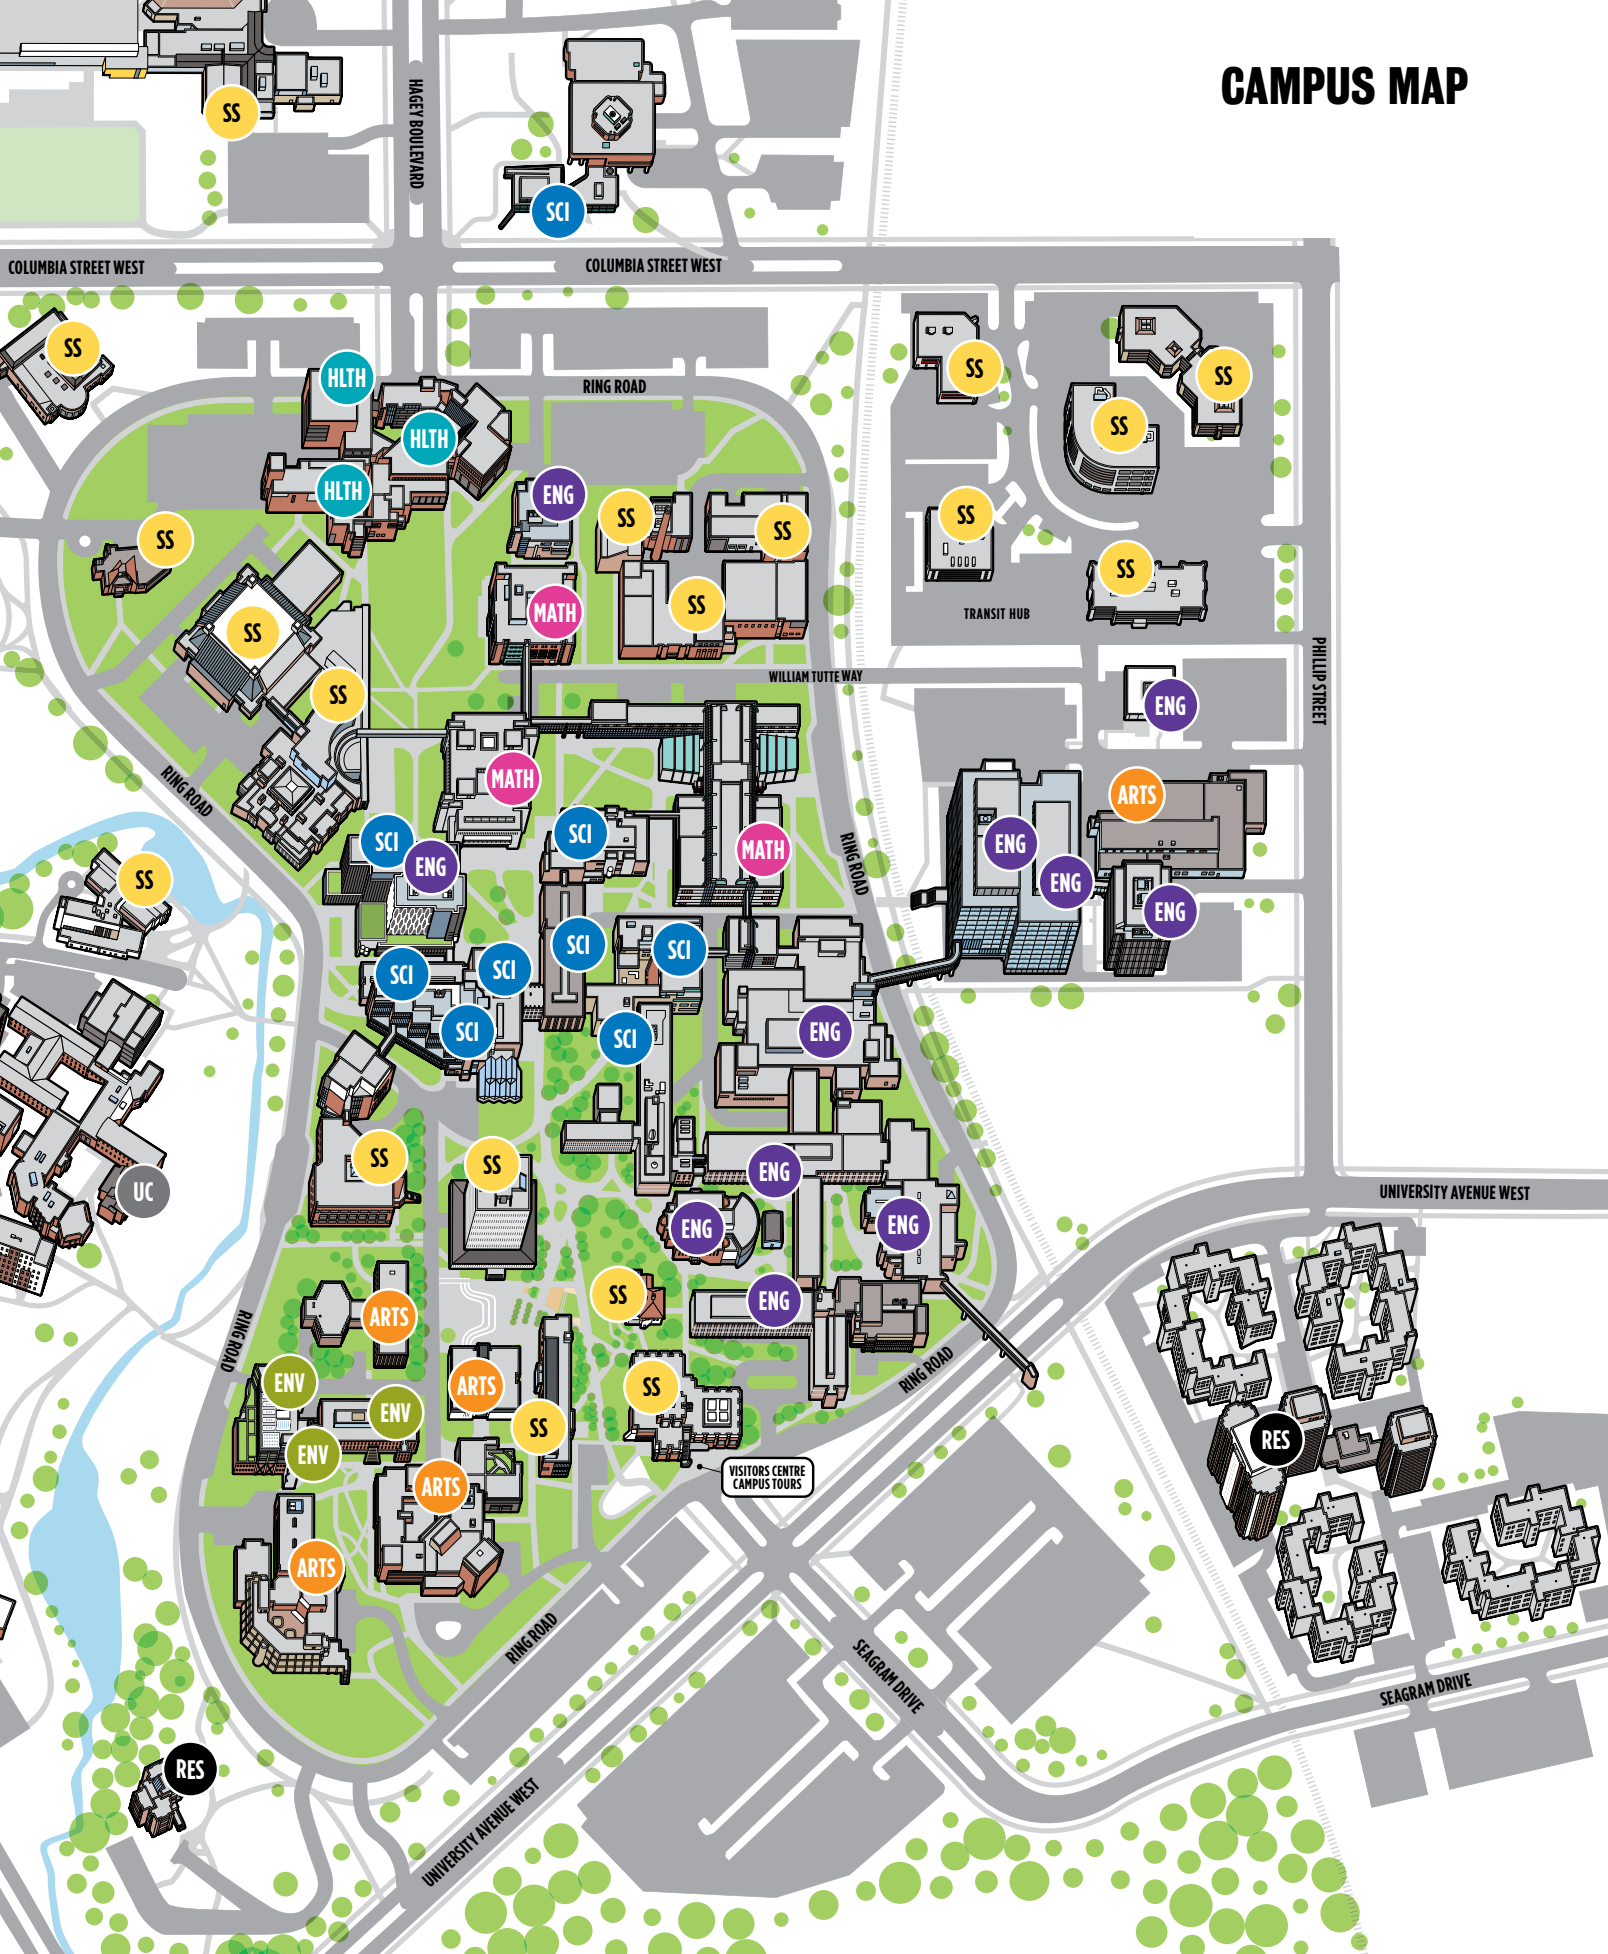 CAMPUS MAP
SS
HAGEY BOULEVARD
SCI
COLUMBIA STREET WEST
COLUMBIA STREET WEST
SS
HLTH
RING ROAD
SS
SS
HLTH
SS
HLTH
ENG
SS
SS
SS
SS
SS
SS
MATH
SS
TRANSIT HUB
SS
WILLIAM TUTTE WAY
PHILLIP STREET
SS
ENG
MATH
RING ROAD
ARTS
SCI
SCI
ENG
MATH
RING ROAD
ENG
ENG
SS
ENG
SCI
SCI
SCI
SCI
SCI
ENG
SCI
SS
SS
ENG
UC
UNIVERSITY AVENUE WEST
ENG
ENG
SS
ENG
ARTS
RING ROAD
ENV
ARTS
SS
RING ROAD
ENV
SS
RES
ENV
VISITORS CENTRE
CAMPUS TOURS
ARTS
ARTS
RING ROAD
SEAGRAM DRIVE
SEAGRAM DRIVE
RES
UNIVERSITY AVENUE WEST